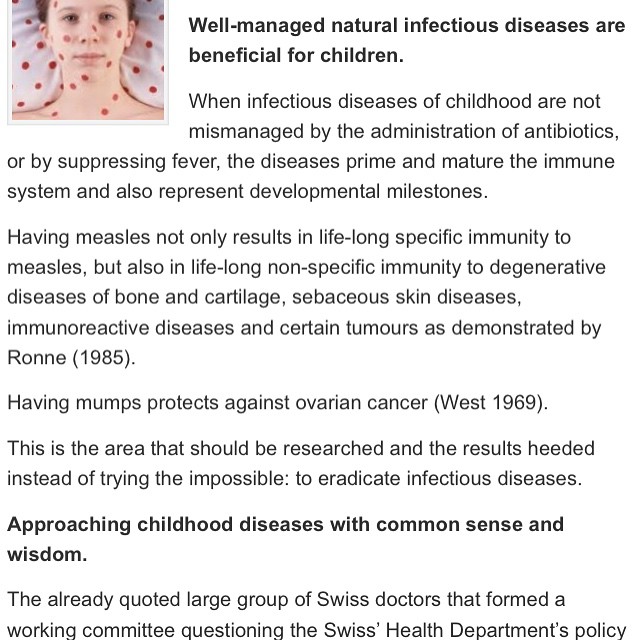 Well-managed natural infectious diseases are
beneficial for children.
When infectious diseases of childhood are not
mismanaged by the administration of antibiotics,
or by suppressing fever, the diseases prime and mature the immune
system and also represent developmental milestones.
Having measles not only results in life-long specific immunity to
measles, but also in life-long non-specific immunity to degenerative
diseases of bone and cartilage, sebaceous skin diseases,
immunoreactive diseases and certain tumours as demonstrated by
Ronne (1985).
Having mumps protects against ovarian cancer (West 1969).
This is the area that should be researched and the results heeded
instead of trying the impossible: to eradicate infectious diseases.
Approaching childhood diseases with common sense and
wisdom.
The already quoted large group of Swiss doctors that formed a
working committee questioning the Swiss’ Health Department’s policy